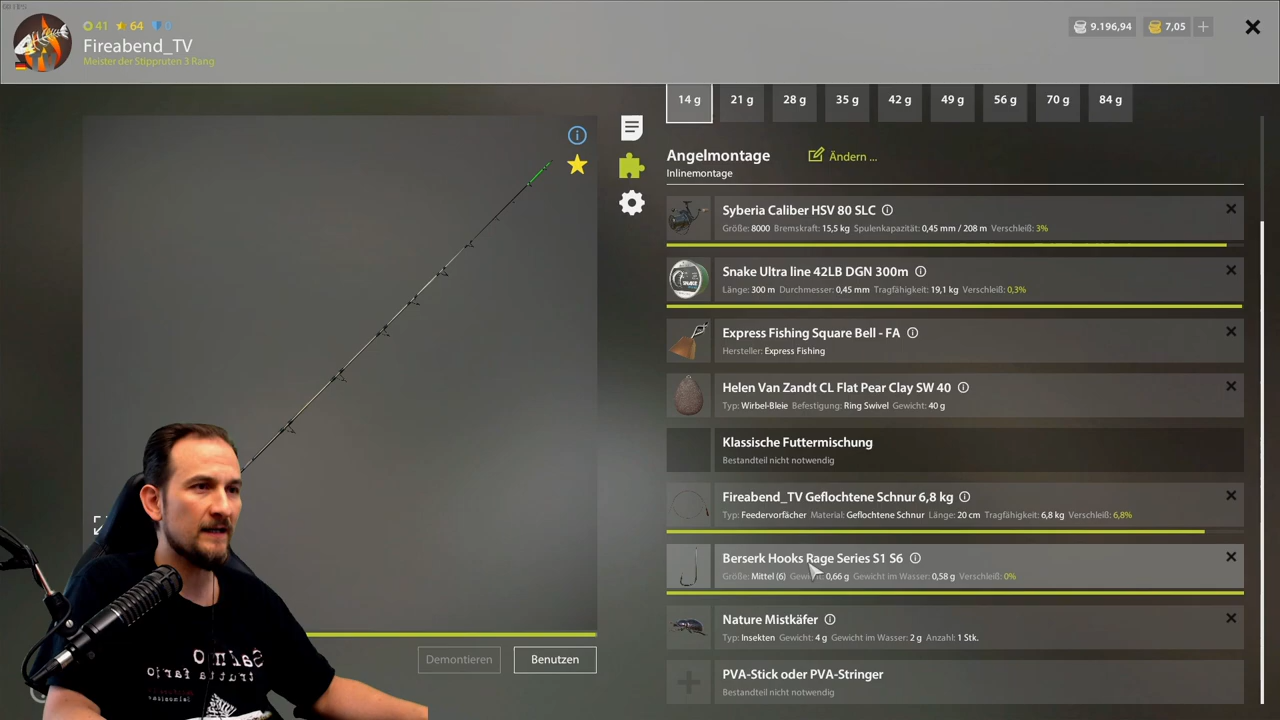 68 FPS
41 64 0
Fireabend_TV
Meister der Stippruten 3 Rang
9.196,94 7,05
14 g 21 g 28 g 35 g 42 g 49 g 56 g 70 g 84 g
Angelmontage Ändern ...
Inlinemontage
Syberia Caliber HSV 80 SLC
Größe: 8000 Bremskraft: 15,5 kg Spulenkapazität: 0,45 mm / 208 m Verschleiß: 3%
Snake Ultra line 42LB DGN 300m
Länge: 300 m Durchmesser: 0,45 mm Tragfähigkeit: 19,1 kg Verschleiß: 0,3%
Express Fishing Square Bell - FA
Hersteller: Express Fishing
Helen Van Zandt CL Flat Pear Clay SW 40
Typ: Wirbel-Bleie Befestigung: Ring Swivel Gewicht: 40 g
Klassische Futtermischung
Bestandteil nicht notwendig
Fireabend_TV Geflochtene Schnur 6,8 kg
Typ: Feedervorfächer Material: Geflochtene Schnur Länge: 20 cm Tragfähigkeit: 6,8 kg Verschleiß: 6,8%
Berserk Hooks Rage Series S1 S6
Größe: Mittel (6) Gewicht: 0,66 g Gewicht im Wasser: 0,58 g Verschleiß: 0%
Nature Mistkäfer
Typ: Insekten Gewicht: 4 g Gewicht im Wasser: 2 g Anzahl: 1 Stk.
PVA-Stick oder PVA-Stringer
Bestandteil nicht notwendig
Demontieren Benutzen